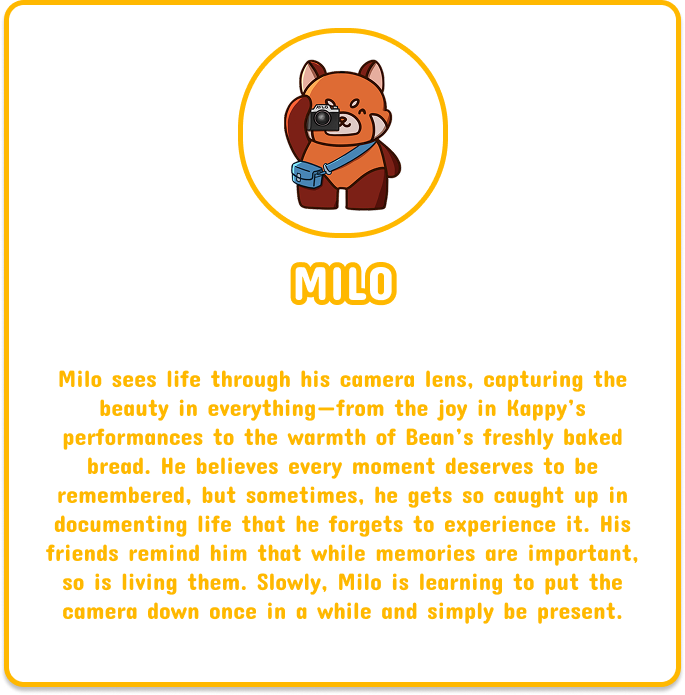 MILO
Milo sees life through his camera lens, capturing the
beauty in everything—from the joy in Kappy's
performances to the warmth of Bean's freshly baked
bread. He believes every moment deserves to be
remembered, but sometimes, he gets so caught up in
documenting life that he forgets to experience it. His
friends remind him that while memories are important,
so is living them. Slowly, Milo is learning to put the
camera down once in a while and simply be present.